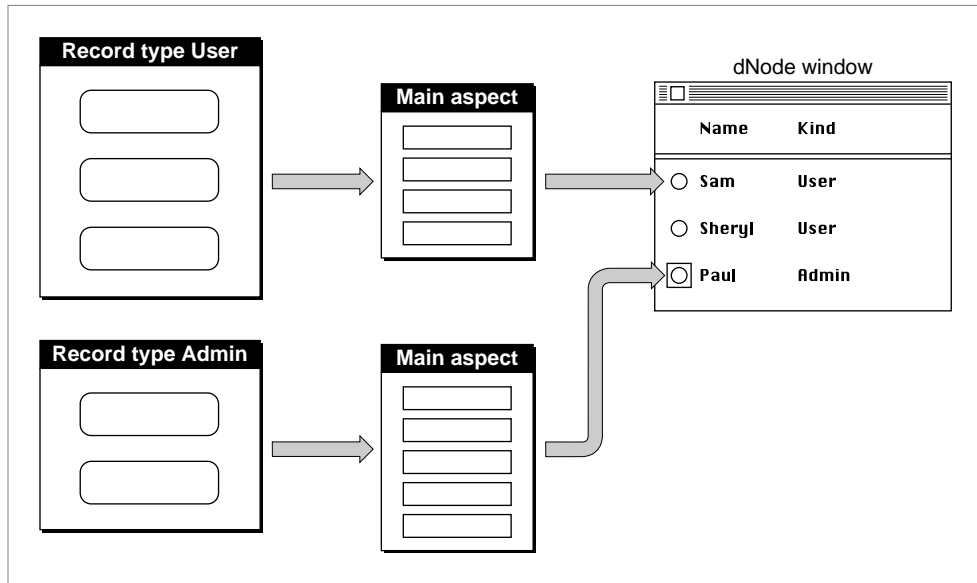 Record type User
Main aspect
dNode window
Name Kind
Sam User
Sheryl User
Paul Admin
Record type Admin
Main aspect